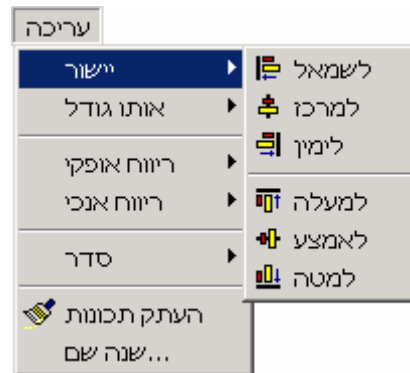 עריכה
יישור
אותו גודל
ריווח אופקי
ריווח אנכי
סדר
העתק תכונות
שנה שם...
לשמאל
למרכז
לימין
למעלה
לאמצע
למטה